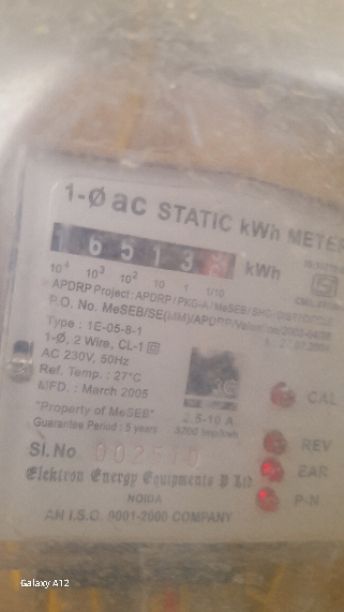 1-Ø ac STATIC kWh METER
1 6 5 1 3
kWh
10⁴ 10³ 10² 10 1 1/10
APDRP Project: APDRP / PKG-A / MeSEB / SHG-
P.O. No. MeSEB/SE(MM)/APDRP/
Type : 1E-05-8-1
1-Ø, 2 Wire, CL-1
AC 230V, 50Hz
Ref. Temp. : 27°C
MFD. : March 2005
"Property of MeSEB"
Guarantee Period : 5 years
2.5-10 A
3200 imp/kwh
CAL
REV
EAR
P-N
Sl.No
Elektron Energy Equipments P Ltd
NOIDA
AN I.S.O. 9001-2000 COMPANY
Galaxy A12